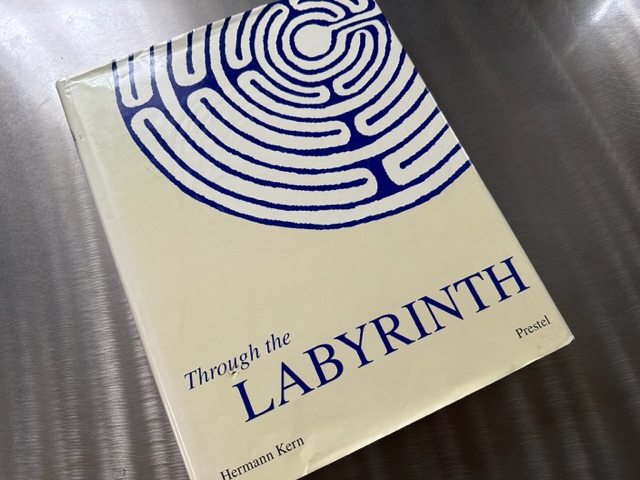 Through the
LABYRINTH
Hermann Kern
Prestel